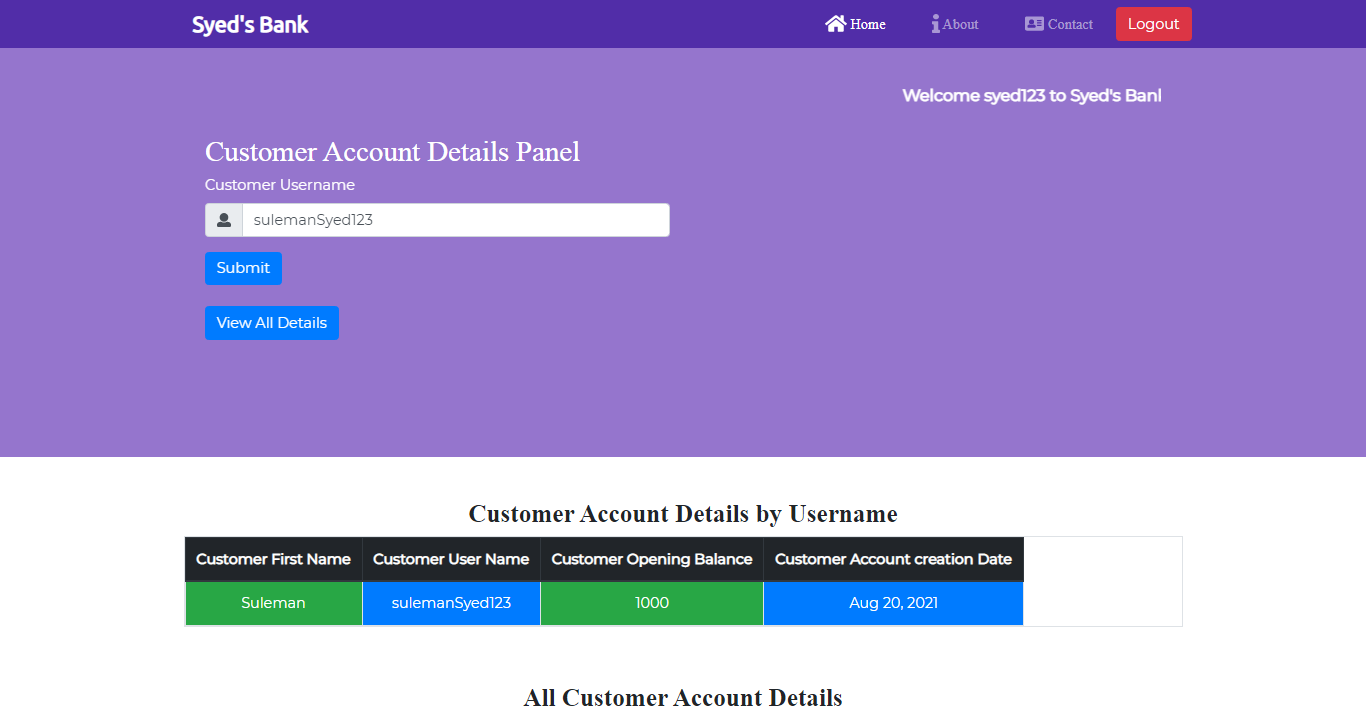 Syed's Bank Home About Contact Logout
Welcome syed123 to Syed's Banl
Customer Account Details Panel
Customer Username
sulemanSyed123
Submit
View All Details
Customer Account Details by Username
Customer First Name Customer User Name Customer Opening Balance Customer Account creation Date
Suleman sulemanSyed123 1000 Aug 20, 2021
All Customer Account Details